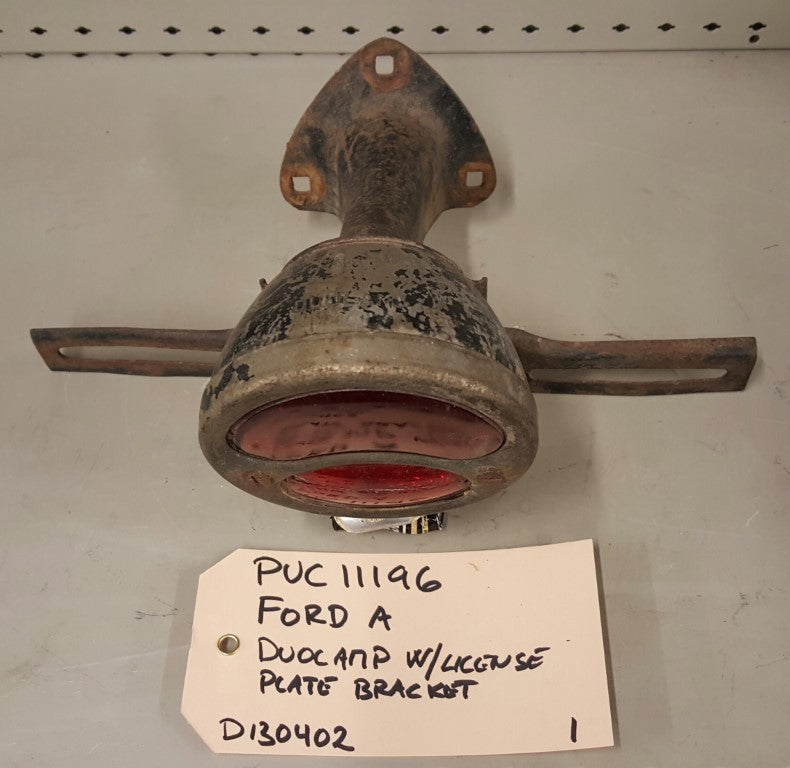 PUC 11196
FORD A
DUOLAMP W/LICENSE
PLATE BRACKET
D130402 1